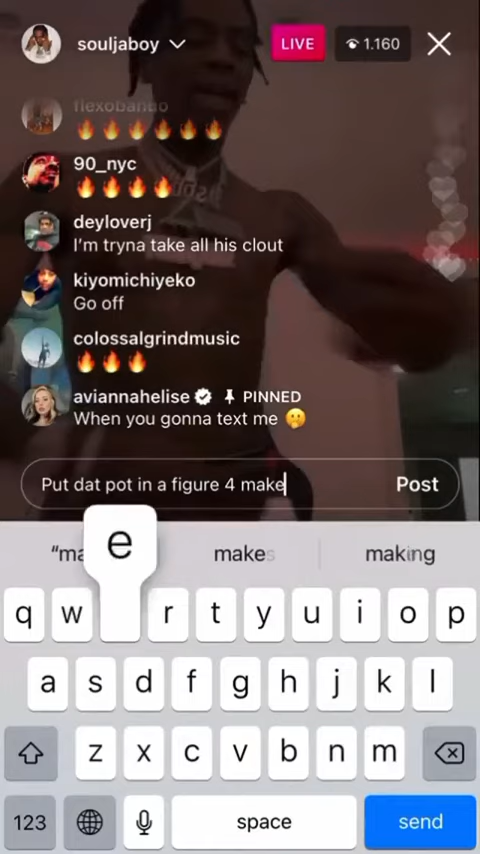 souljaboy
LIVE
1.160
flexobando
🔥🔥🔥🔥🔥🔥
90_nyc
🔥🔥🔥🔥
deyloverj
I'm tryna take all his clout
kiyomichiyeko
Go off
colossalgrindmusic
🔥🔥🔥
aviannahelise PINNED
When you gonna text me 🤭
Put dat pot in a figure 4 make
Post
e
makes
making
q w r t y u i o p
a s d f g h j k l
z x c v b n m
123
space
send